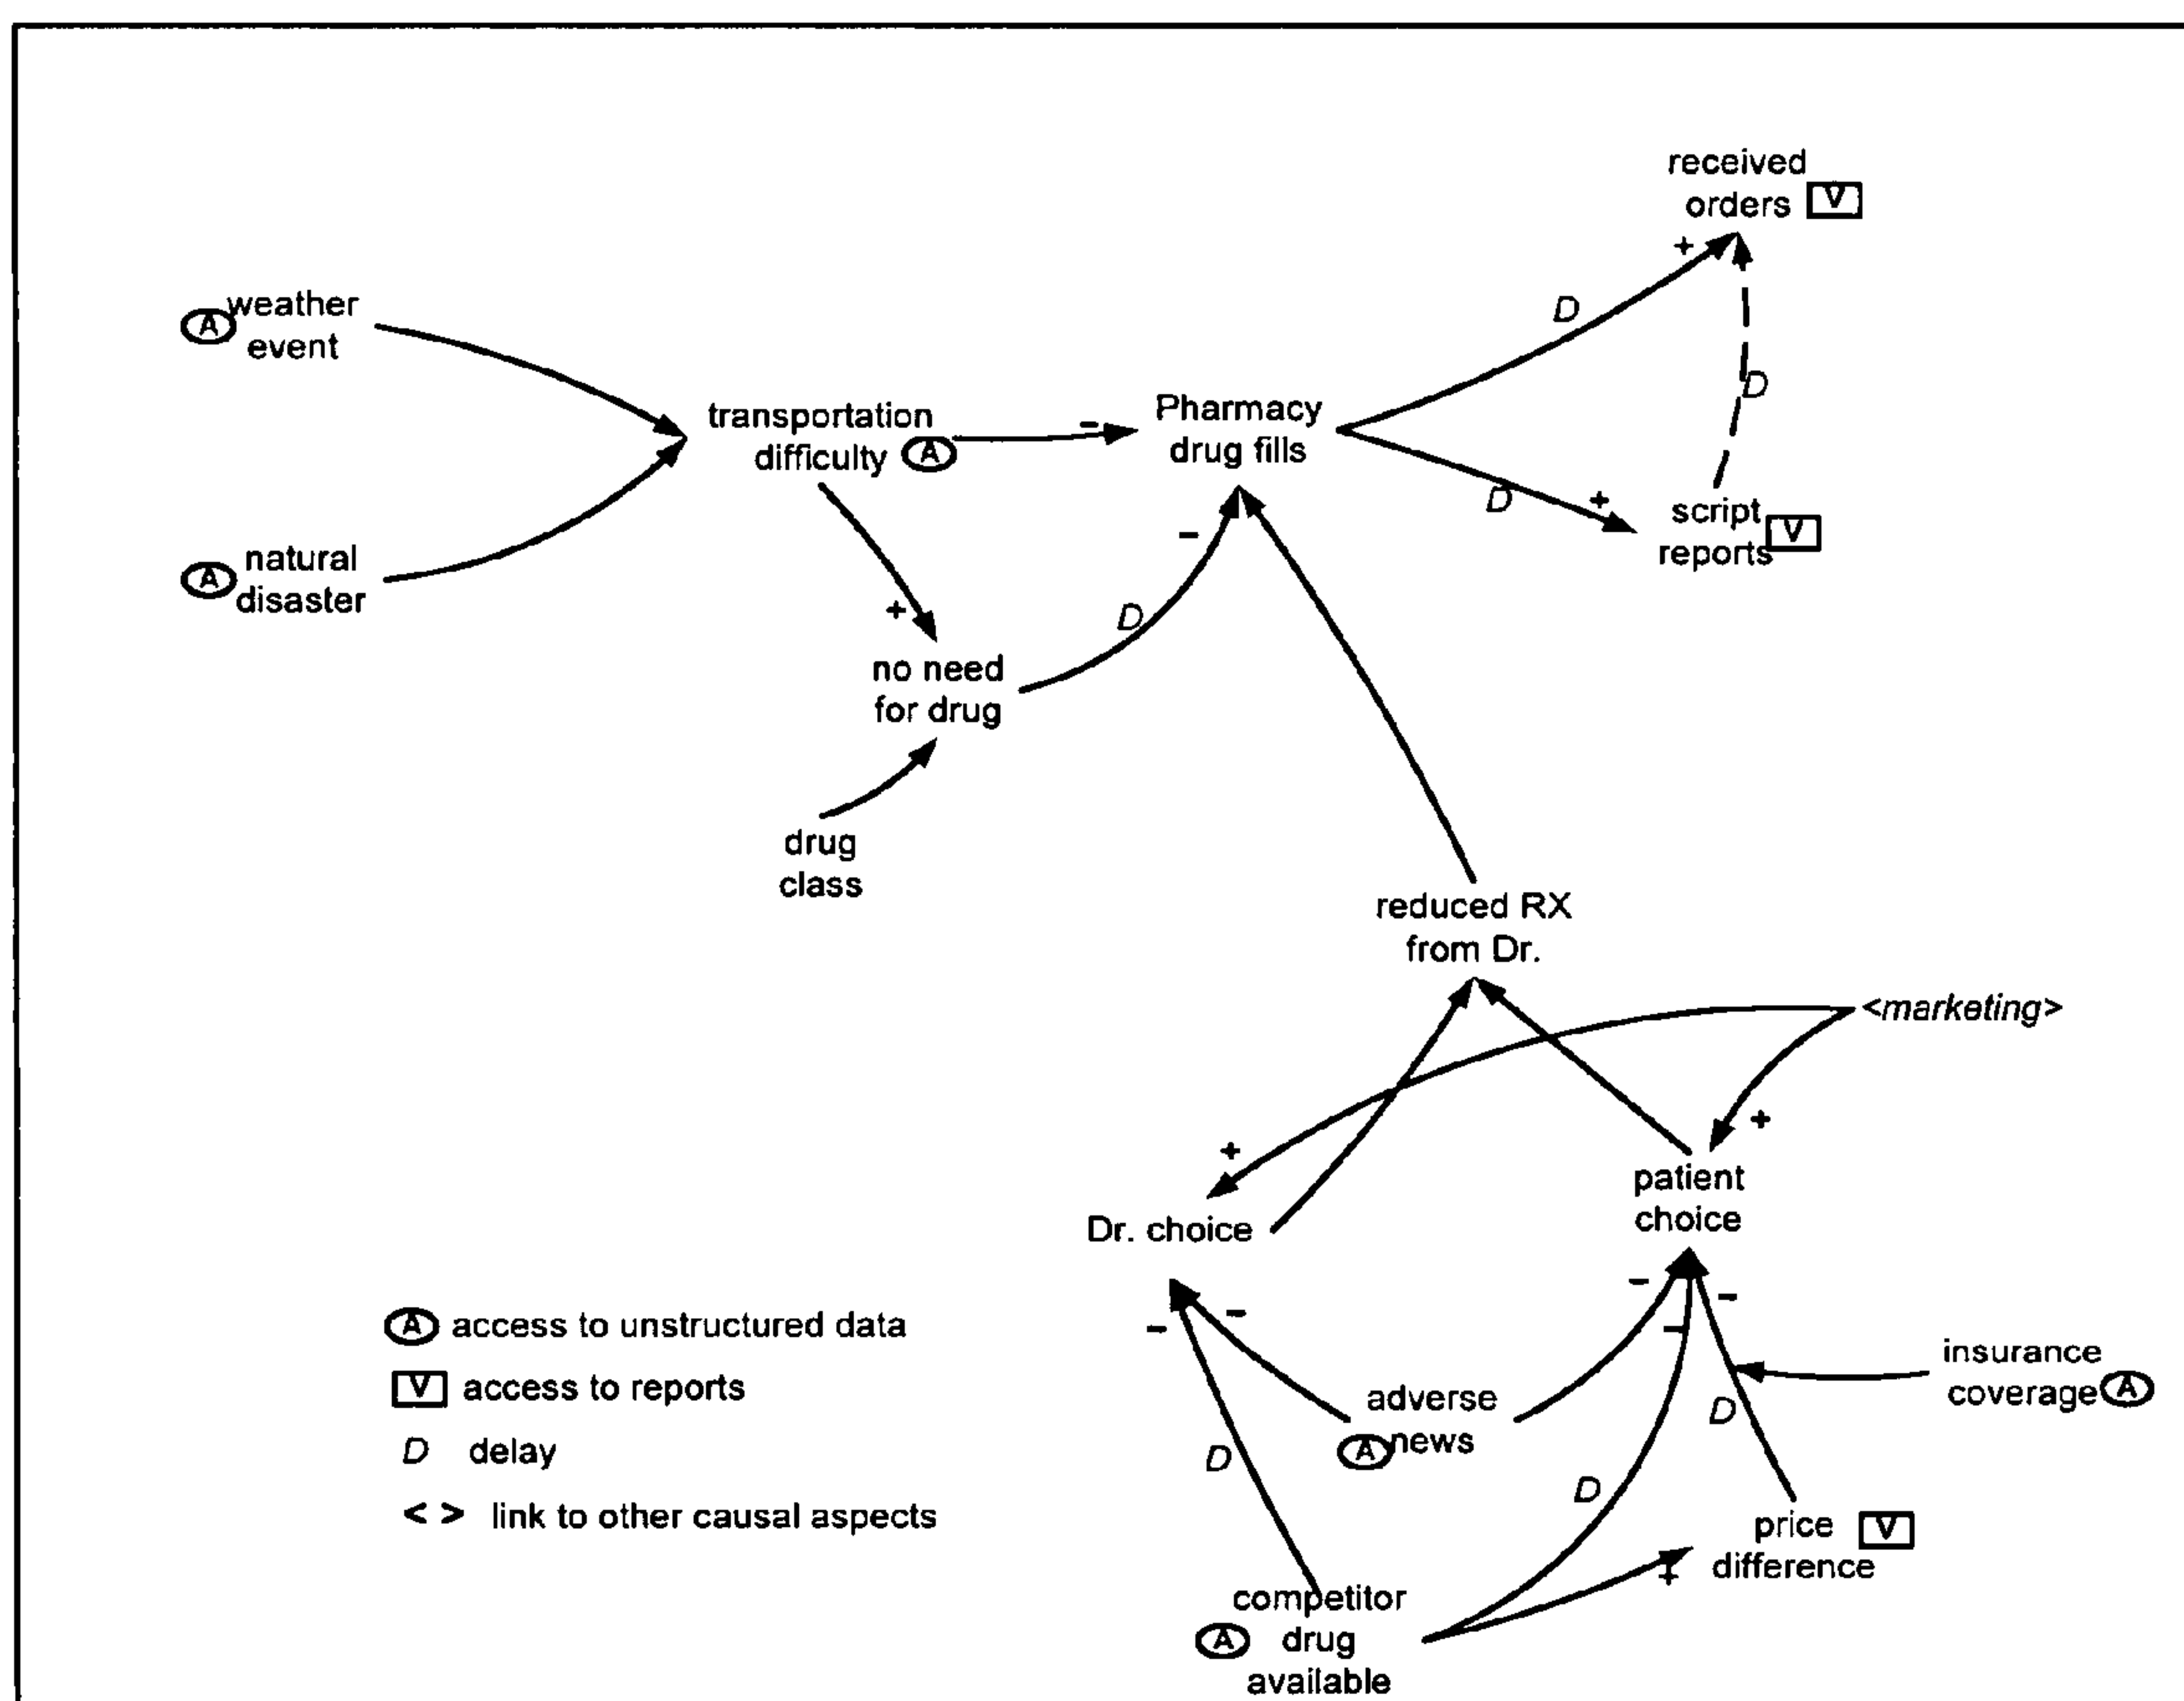 received
orders V
+
D
A weather
event
D
transportation
difficulty A
-
Pharmacy
drug fills
D
+
script
reports V
A natural
disaster
-
+
D
no need
for drug
drug
class
reduced RX
from Dr.
<marketing>
+
+
patient
choice
Dr. choice
-
-
-
-
-
insurance
coverage A
adverse
A news
D
D
D
price V
difference
+
competitor
A drug
available
A access to unstructured data
V access to reports
D delay
< > link to other causal aspects